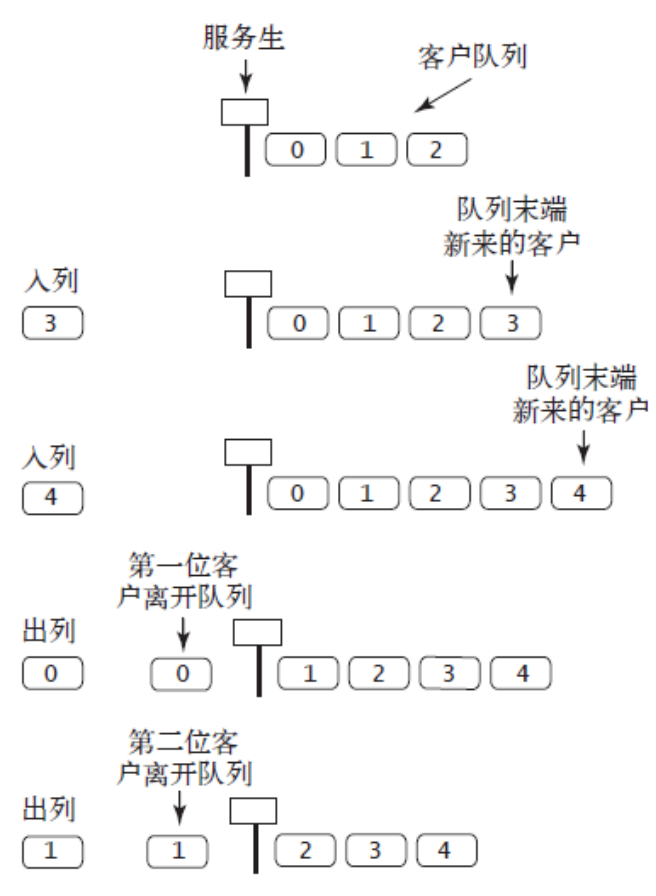 服务生
客户队列
0 1 2
队列末端
新来的客户
入列
3
0 1 2 3
队列末端
新来的客户
入列
4
0 1 2 3 4
第一位客
户离开队列
出列
0
0
1 2 3 4
第二位客
户离开队列
出列
1
1
2 3 4